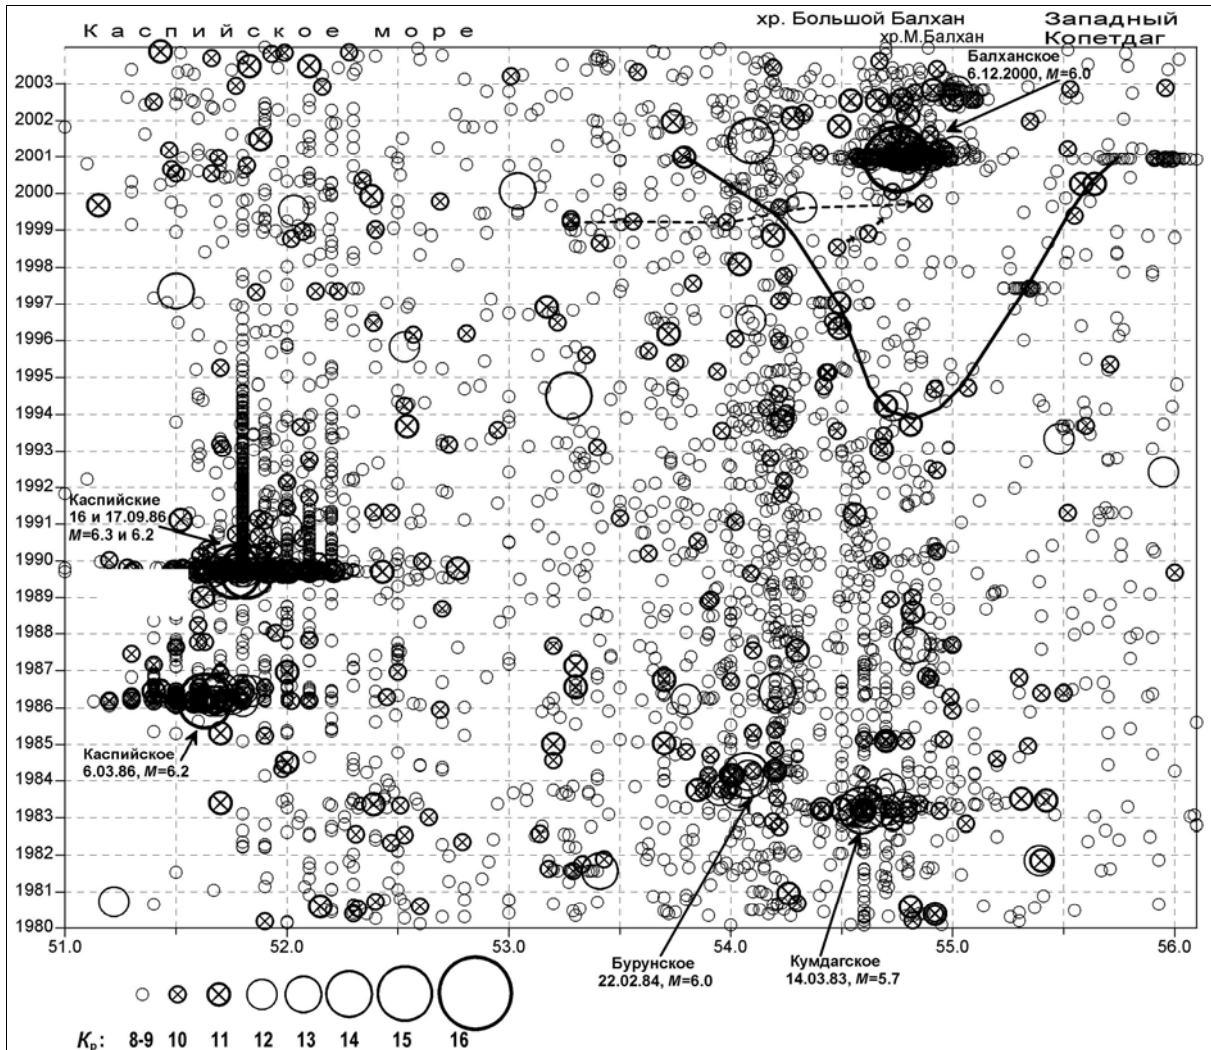 К а с п и й с к о е м о р е
хр. Большой Балхан
хр.М.Балхан
Западный
Копетдаг
Балханское
6.12.2000, M=6.0
2003
2002
2001
2000
1999
1998
1997
1996
1995
1994
1993
1992
1991
1990
1989
1988
1987
1986
1985
1984
1983
1982
1981
1980
Каспийские
16 и 17.09.86
M=6.3 и 6.2
Каспийское
6.03.86, M=6.2
51.0 52.0 53.0 54.0 55.0 56.0
Бурунское
22.02.84, M=6.0
Кумдагское
14.03.83, M=5.7
Kр: 8-9 10 11 12 13 14 15 16